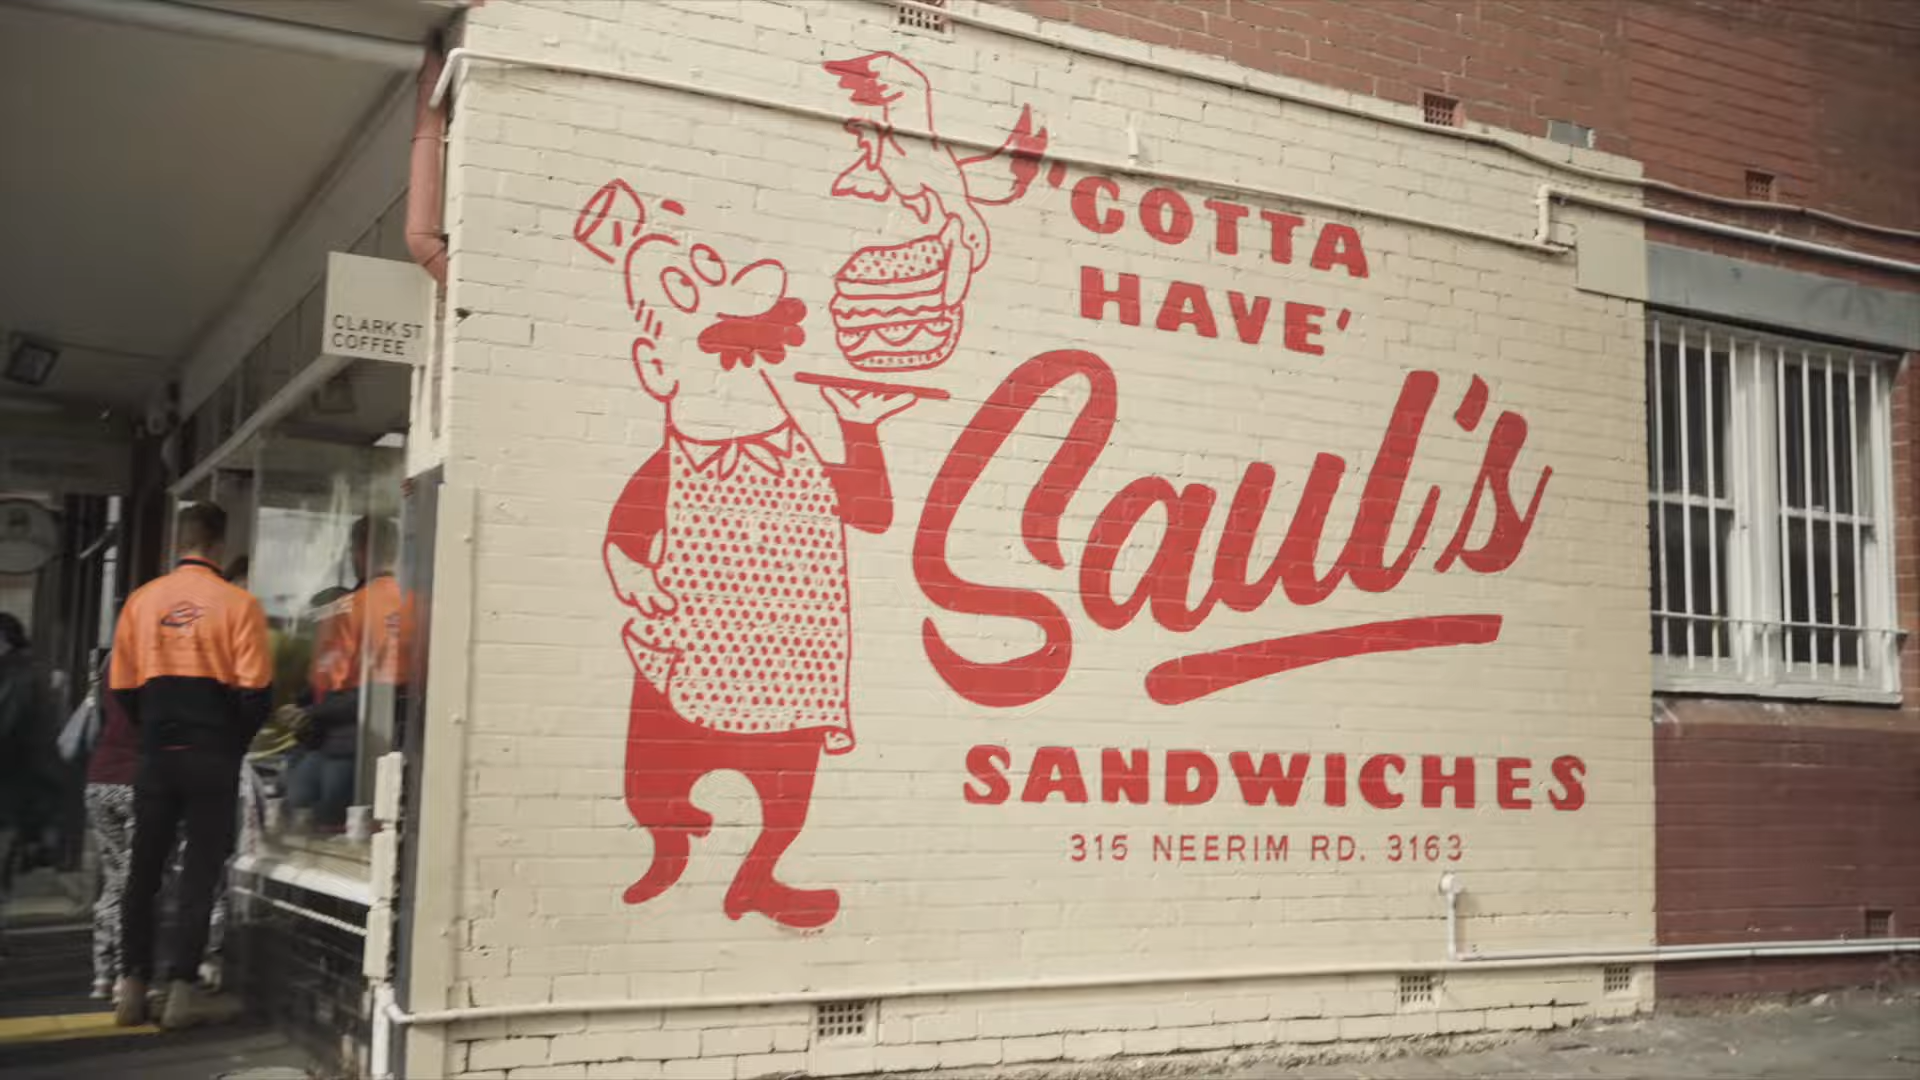 CLARK ST
COFFEE
'GOTTA
HAVE'
Saul's
SANDWICHES
315 NEERIM RD. 3163